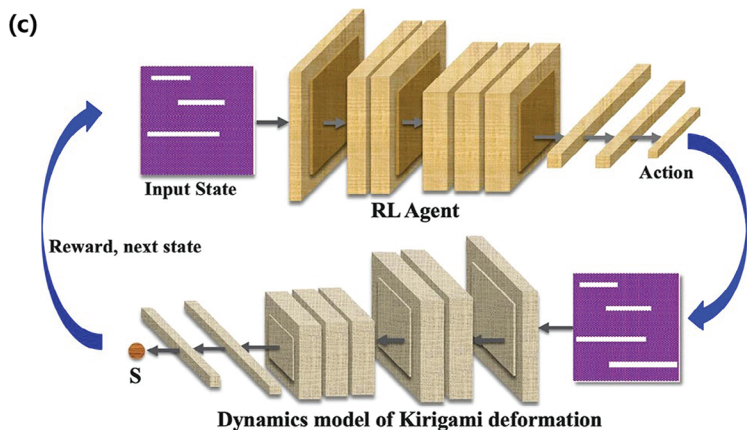 (c)
Input State
RL Agent
Action
Reward, next state
S
Dynamics model of Kirigami deformation